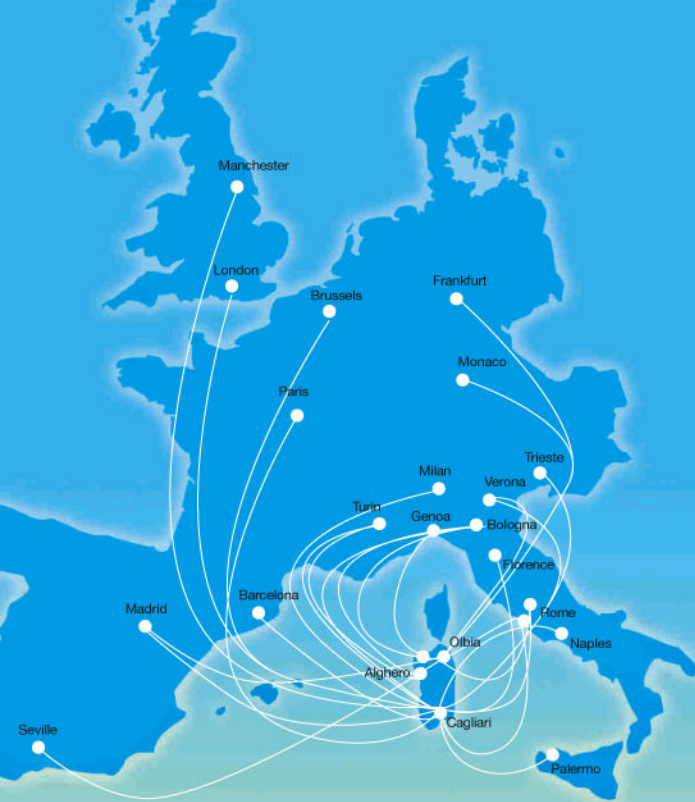 Manchester
London
Brussels
Frankfurt
Monaco
Paris
Trieste
Milan
Verona
Turin
Genoa
Bologna
Florence
Barcelona
Madrid
Rome
Olbia
Naples
Alghero
Cagliari
Seville
Palermo